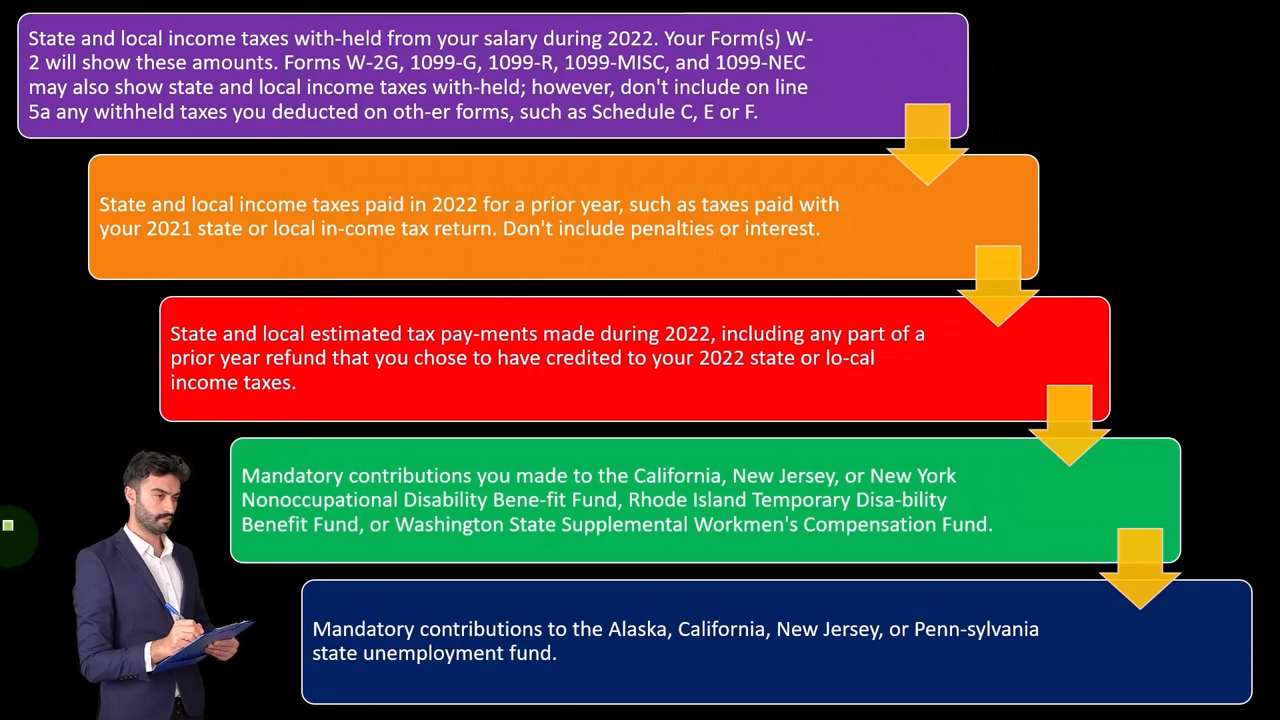 State and local income taxes with-held from your salary during 2022. Your Form(s) W-
2 will show these amounts. Forms W-2G, 1099-G, 1099-R, 1099-MISC, and 1099-NEC
may also show state and local income taxes with-held; however, don't include on line
5a any withheld taxes you deducted on oth-er forms, such as Schedule C, E or F.
State and local income taxes paid in 2022 for a prior year, such as taxes paid with
your 2021 state or local in-come tax return. Don't include penalties or interest.
State and local estimated tax pay-ments made during 2022, including any part of a
prior year refund that you chose to have credited to your 2022 state or lo-cal
income taxes.
Mandatory contributions you made to the California, New Jersey, or New York
Nonoccupational Disability Bene-fit Fund, Rhode Island Temporary Disa-bility
Benefit Fund, or Washington State Supplemental Workmen's Compensation Fund.
Mandatory contributions to the Alaska, California, New Jersey, or Penn-sylvania
state unemployment fund.